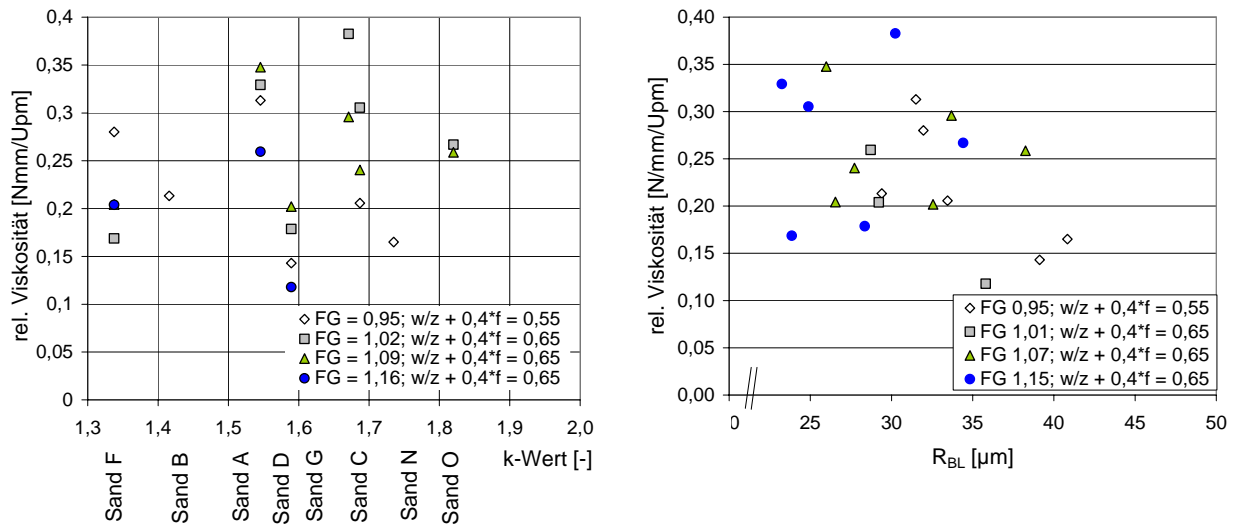 rel. Viskosität [Nmm/Upm]
0,4
0,35
0,3
0,25
0,2
0,15
0,1
0,05
0
FG = 0,95; w/z + 0,4*f = 0,55
FG = 1,02; w/z + 0,4*f = 0,65
FG = 1,09; w/z + 0,4*f = 0,65
FG = 1,16; w/z + 0,4*f = 0,65
1,3 1,4 1,5 1,6 1,7 1,8 1,9 2,0
Sand F
Sand B
Sand A
Sand D
Sand G
Sand C
Sand N
Sand O
k-Wert [-]
rel. Viskosität [N/mm/Upm]
0,40
0,35
0,30
0,25
0,20
0,15
0,10
0,05
0,00
FG 0,95; w/z + 0,4*f = 0,55
FG 1,01; w/z + 0,4*f = 0,65
FG 1,07; w/z + 0,4*f = 0,65
FG 1,15; w/z + 0,4*f = 0,65
0 25 30 35 40 45 50
R_BL [µm]